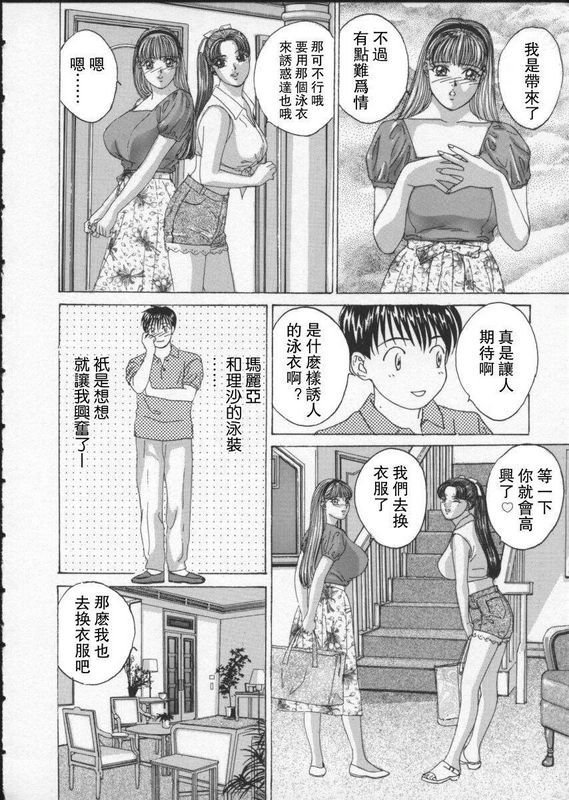 我是帶來了
不過
有點難爲情
那可不行哦
要用那個泳衣
來誘惑達也哦
嗯
嗯……
真是讓人
期待啊
是什麽樣誘人
的泳衣啊？
瑪麗亞
和理沙的泳裝
……
衹是想想
就讓我興奮了—
等一下
你就會高
興了♡
我們去換
衣服了
那麽我也
去換衣服吧